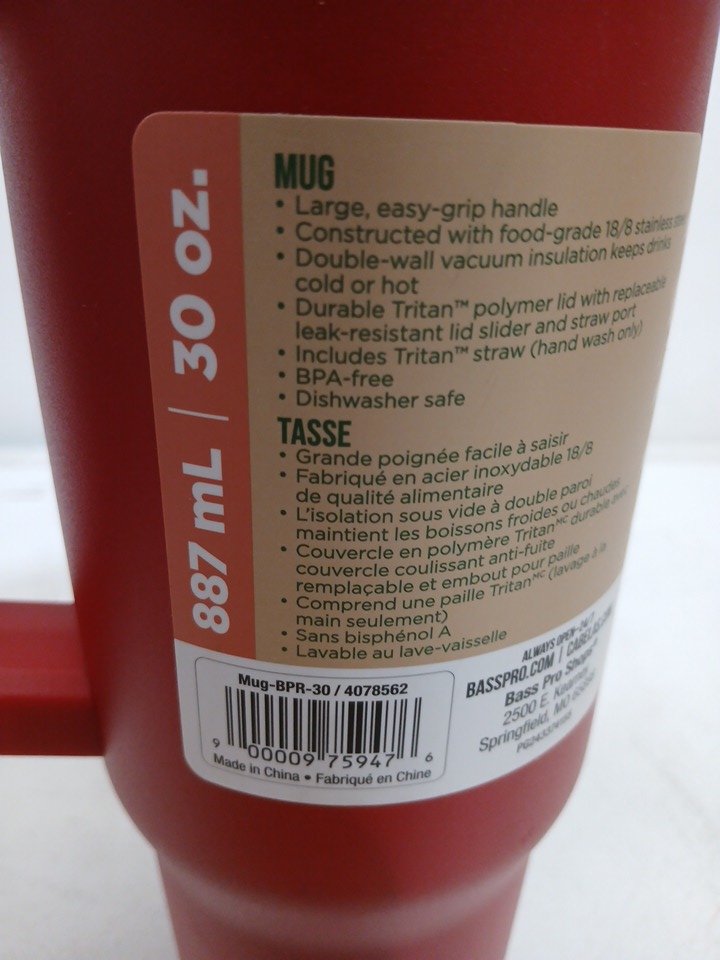 887 mL | 30 OZ.
MUG
• Large, easy-grip handle
• Constructed with food-grade 18/8 stainless steel
• Double-wall vacuum insulation keeps drinks
cold or hot
• Durable Tritan™ polymer lid with replaceable
leak-resistant lid slider and straw port
• Includes Tritan™ straw (hand wash only)
• BPA-free
• Dishwasher safe
TASSE
• Grande poignée facile à saisir
• Fabriqué en acier inoxydable 18/8
de qualité alimentaire
• L'isolation sous vide à double paroi
maintient les boissons froides ou chaudes
• Couvercle en polymère Tritanᴹᶜ durable avec
couvercle coulissant anti-fuite
remplaçable et embout pour paille
• Comprend une paille Tritanᴹᶜ (lavage à la
main seulement)
• Sans bisphénol A
• Lavable au lave-vaisselle
Mug-BPR-30 / 4078562
9 00009 75947 6
Made in China • Fabriqué en Chine
ALWAYS OPEN-24/7
BASSPRO.COM | CABELAS.COM
Bass Pro Shops®
2500 E. Kearney
Springfield, MO